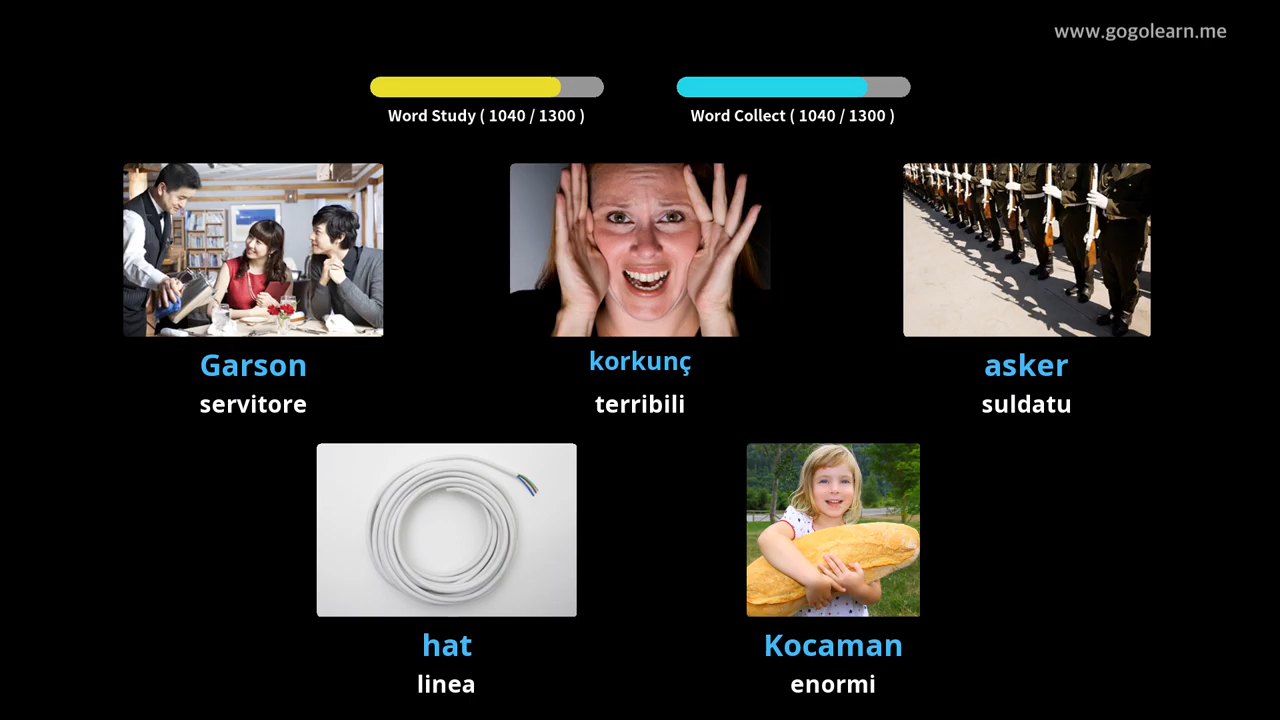 www.gogolearn.me
Word Study ( 1040 / 1300 )
Word Collect ( 1040 / 1300 )
Garson
servitore
korkunç
terribili
asker
suldatu
hat
linea
Kocaman
enormi